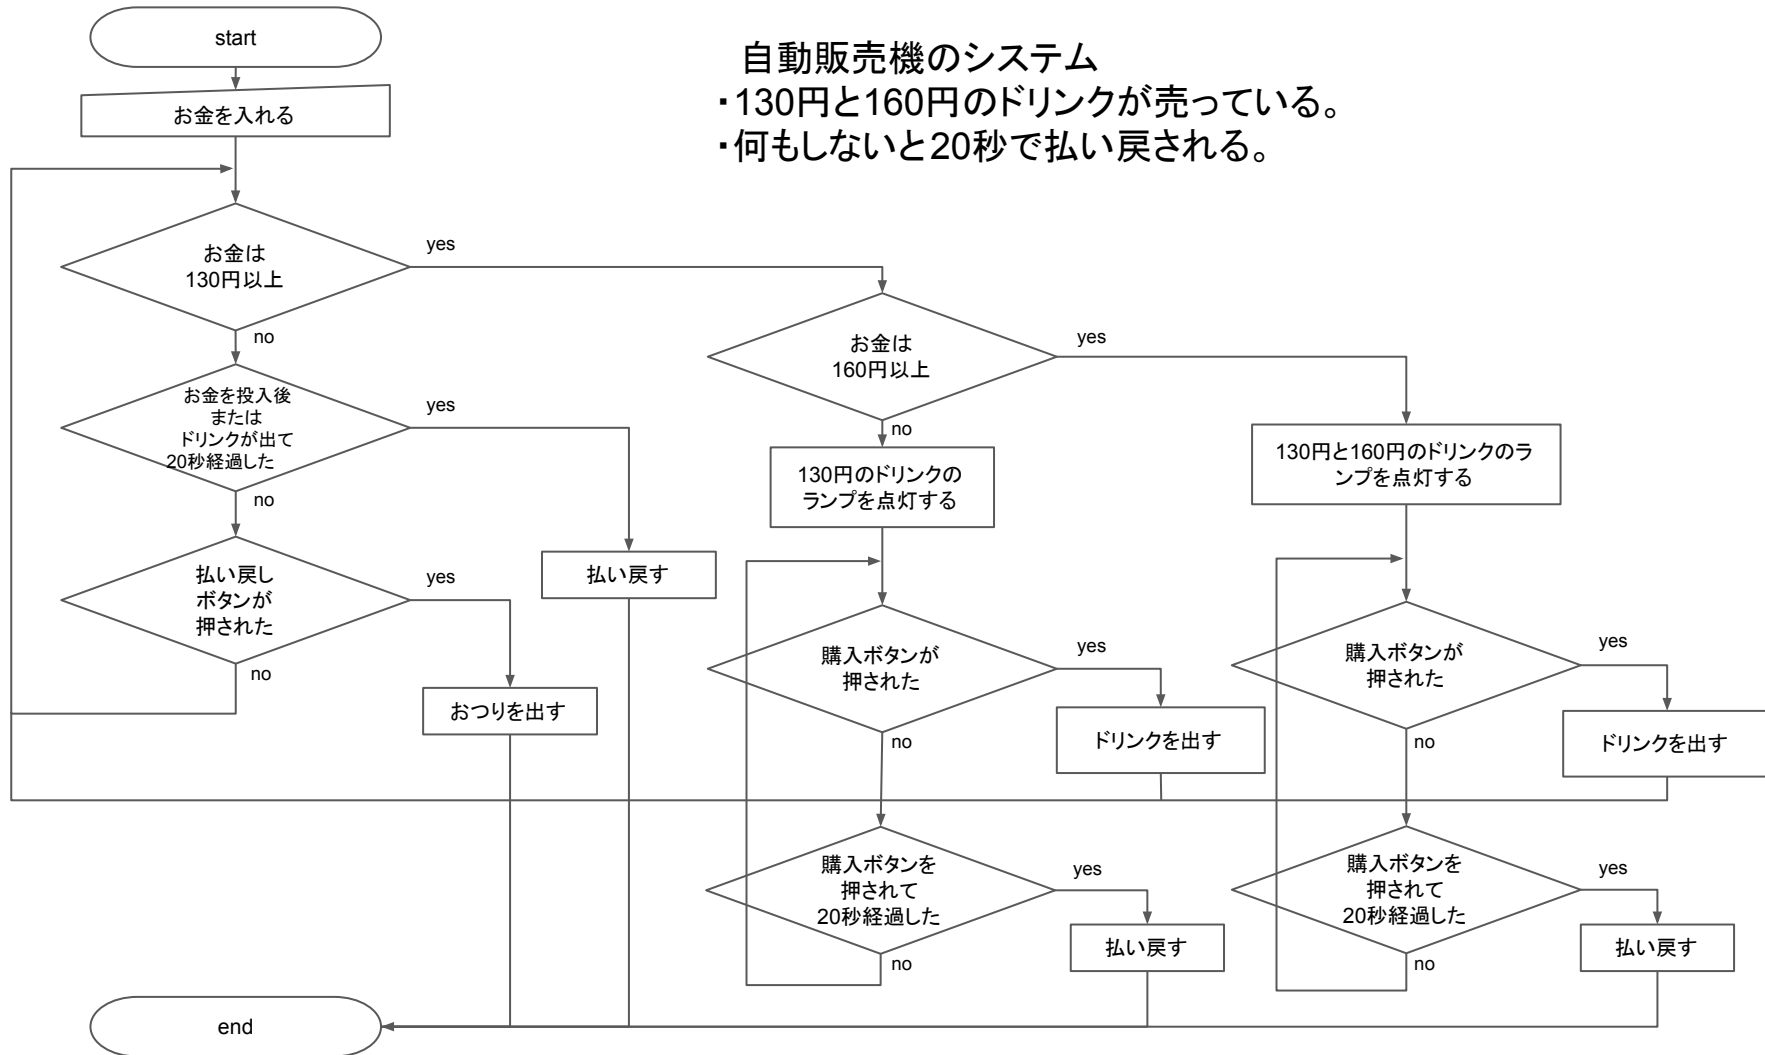 start
自動販売機のシステム
・130円と160円のドリンクが売っている。
・何もしないと20秒で払い戻される。
お金を入れる
お金は
130円以上
yes
no
お金は
160円以上
yes
no
お金を投入後
または
ドリンクが出て
20秒経過した
yes
no
130円のドリンクの
ランプを点灯する
130円と160円のドリンクのラ
ンプを点灯する
払い戻し
ボタンが
押された
yes
no
払い戻す
おつりを出す
購入ボタンが
押された
yes
no
ドリンクを出す
購入ボタンが
押された
yes
no
ドリンクを出す
購入ボタンを
押されて
20秒経過した
yes
no
払い戻す
購入ボタンを
押されて
20秒経過した
yes
no
払い戻す
end